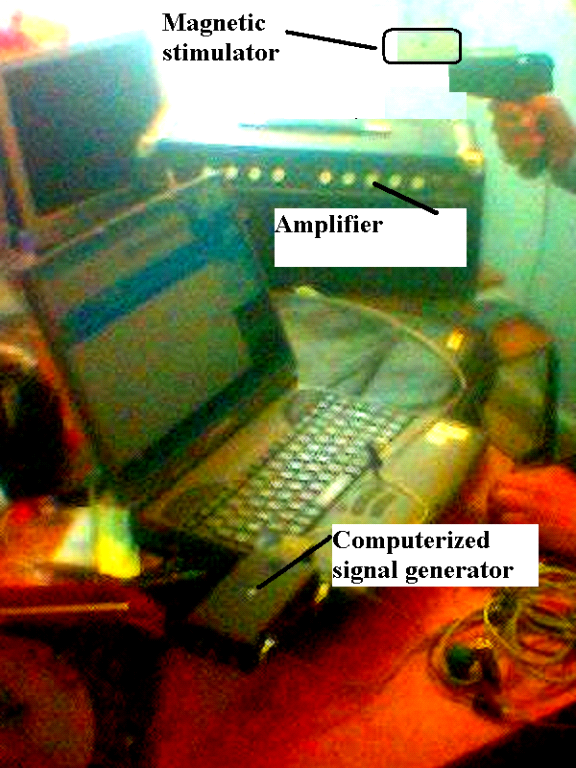 Magnetic
stimulator
Amplifier
Computerized
signal generator